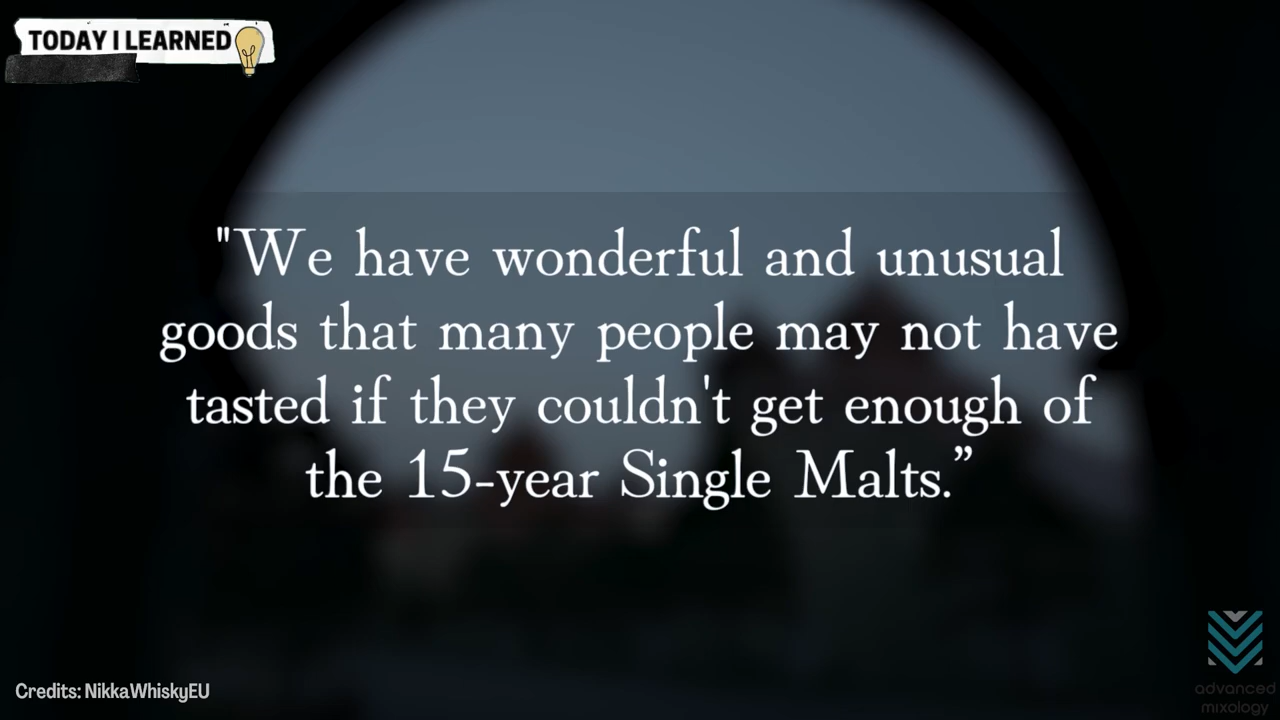 TODAY I LEARNED
"We have wonderful and unusual
goods that many people may not have
tasted if they couldn't get enough of
the 15-year Single Malts.”
Credits: NikkaWhiskyEU
advanced
mixology